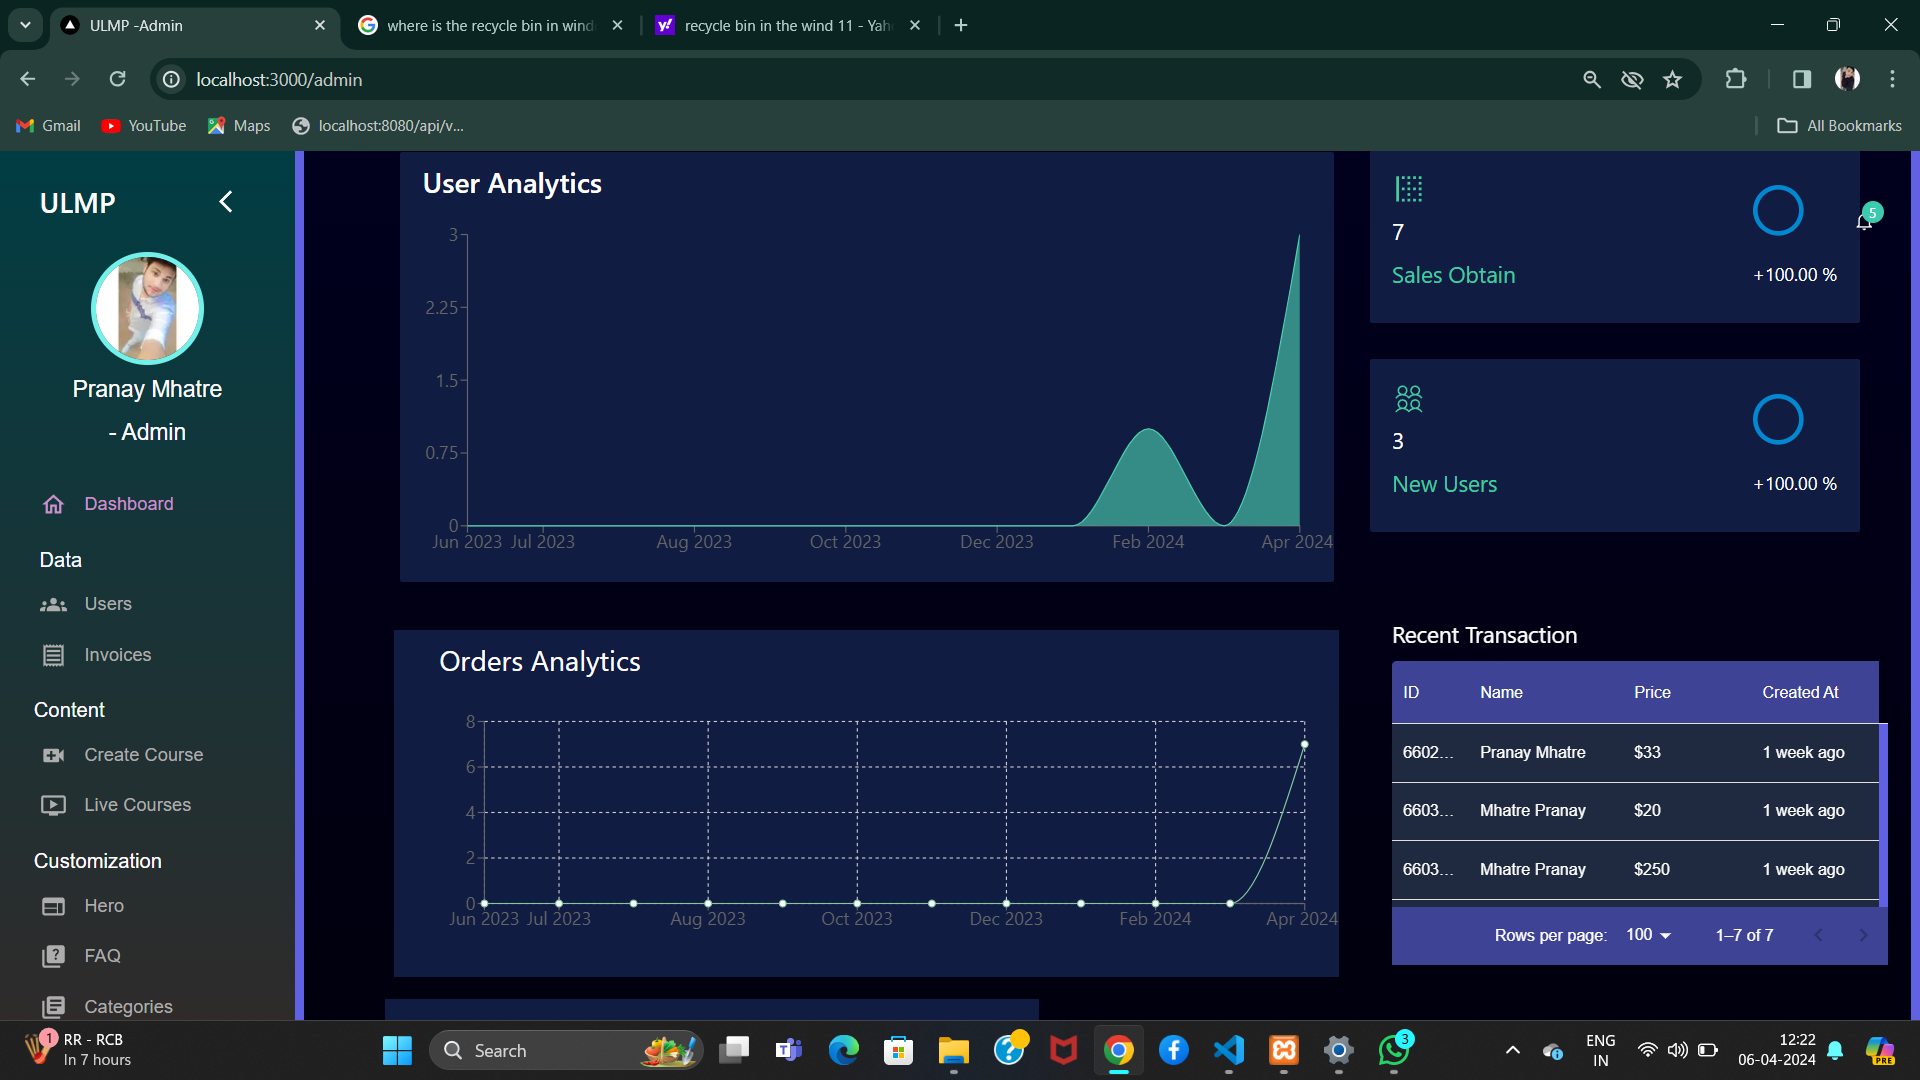 ULMP -Admin
where is the recycle bin in wind
recycle bin in the wind 11 - Yah
localhost:3000/admin
Gmail
YouTube
Maps
localhost:8080/api/v...
All Bookmarks
ULMP
Pranay Mhatre
- Admin
Dashboard
Data
Users
Invoices
Content
Create Course
Live Courses
Customization
Hero
FAQ
Categories
User Analytics
3
2.25
1.5
0.75
0
Jun 2023 Jul 2023 Aug 2023 Oct 2023 Dec 2023 Feb 2024 Apr 2024
7
Sales Obtain
+100.00 %
5
3
New Users
+100.00 %
Orders Analytics
8
6
4
2
0
Jun 2023 Jul 2023 Aug 2023 Oct 2023 Dec 2023 Feb 2024 Apr 2024
Recent Transaction
ID Name Price Created At
6602... Pranay Mhatre $33 1 week ago
6603... Mhatre Pranay $20 1 week ago
6603... Mhatre Pranay $250 1 week ago
Rows per page: 100 1–7 of 7
1
RR - RCB
In 7 hours
Search
3
ENG
IN
12:22
06-04-2024
PRE